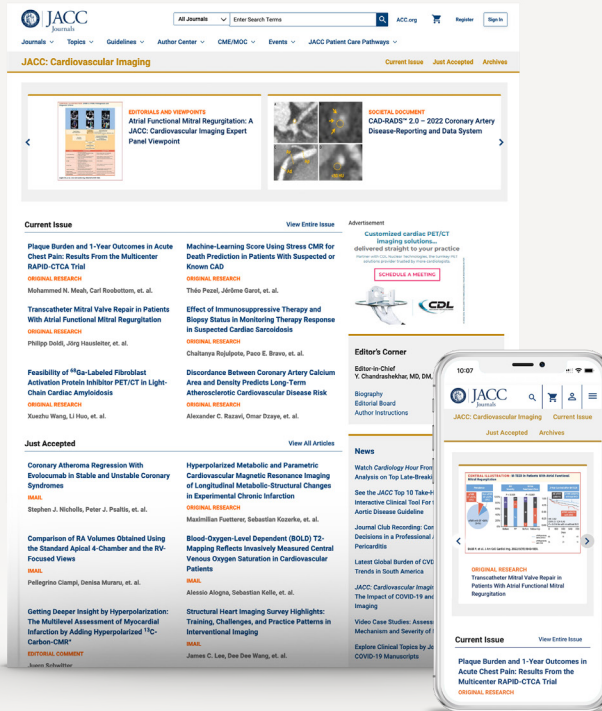 JACC
Journals
All Journals
Enter Search Terms
ACC.org
Register
Sign In
Journals
Topics
Guidelines
Author Center
CME/MOC
Events
JACC Patient Care Pathways
JACC: Cardiovascular Imaging
Current Issue
Just Accepted
Archives
EDITORIALS AND VIEWPOINTS
Atrial Functional Mitral Regurgitation: A
JACC: Cardiovascular Imaging Expert
Panel Viewpoint
SOCIETAL DOCUMENT
CAD-RADS™ 2.0 – 2022 Coronary Artery
Disease-Reporting and Data System
Current Issue
View Entire Issue
Plaque Burden and 1-Year Outcomes in Acute
Chest Pain: Results From the Multicenter
RAPID-CTCA Trial
ORIGINAL RESEARCH
Mohammed N. Meah, Carl Roobottom, et. al.
Machine-Learning Score Using Stress CMR for
Death Prediction in Patients With Suspected or
Known CAD
ORIGINAL RESEARCH
Théo Pezel, Jérôme Garot, et. al.
Transcatheter Mitral Valve Repair in Patients
With Atrial Functional Mitral Regurgitation
ORIGINAL RESEARCH
Philipp Doldi, Jörg Hausleiter, et. al.
Effect of Immunosuppressive Therapy and
Biopsy Status in Monitoring Therapy Response
in Suspected Cardiac Sarcoidosis
ORIGINAL RESEARCH
Chaitanya Rojulpote, Paco E. Bravo, et. al.
Feasibility of ⁶⁸Ga-Labeled Fibroblast
Activation Protein Inhibitor PET/CT in Light-
Chain Cardiac Amyloidosis
ORIGINAL RESEARCH
Xuezhu Wang, Li Huo, et. al.
Discordance Between Coronary Artery Calcium
Area and Density Predicts Long-Term
Atherosclerotic Cardiovascular Disease Risk
ORIGINAL RESEARCH
Alexander C. Razavi, Omar Dzaye, et. al.
Just Accepted
View All Articles
Coronary Atheroma Regression With
Evolocumab in Stable and Unstable Coronary
Syndromes
IMAIL
Stephen J. Nicholls, Peter J. Psaltis, et. al.
Hyperpolarized Metabolic and Parametric
Cardiovascular Magnetic Resonance Imaging
of Longitudinal Metabolic-Structural Changes
in Experimental Chronic Infarction
ORIGINAL RESEARCH
Maximilian Fuetterer, Sebastian Kozerke, et. al.
Comparison of RA Volumes Obtained Using
the Standard Apical 4-Chamber and the RV-
Focused Views
IMAIL
Pellegrino Ciampi, Denisa Muraru, et. al.
Blood-Oxygen-Level Dependent (BOLD) T2-
Mapping Reflects Invasively Measured Central
Venous Oxygen Saturation in Cardiovascular
Patients
IMAIL
Alessio Alogna, Sebastian Kelle, et. al.
Getting Deeper Insight by Hyperpolarization:
The Multilevel Assessment of Myocardial
Infarction by Adding Hyperpolarized ¹³C-
Carbon-CMR*
EDITORIAL COMMENT
Juerg Schwitter
Structural Heart Imaging Survey Highlights:
Training, Challenges, and Practice Patterns in
Interventional Imaging
IMAIL
James C. Lee, Dee Dee Wang, et. al.
Advertisement
Customized cardiac PET/CT
imaging solutions...
delivered straight to your practice
SCHEDULE A MEETING
CDL
Editor's Corner
Editor-in-Chief
Y. Chandrashekhar, MD, DM,
Biography
Editorial Board
Author Instructions
News
Watch Cardiology Hour From
Analysis on Top Late-Breaki
See the JACC Top 10 Take-H
Interactive Clinical Tool For
Aortic Disease Guideline
Journal Club Recording: Con
Decisions in a Professional
Pericarditis
Latest Global Burden of CVD
Trends in South America
JACC: Cardiovascular Imagin
The Impact of COVID-19 and
Imaging
Video Case Studies: Assess
Mechanism and Severity of
Explore Clinical Topics by Jo
COVID-19 Manuscripts
10:07
JACC
Journals
JACC: Cardiovascular Imaging
Current Issue
Just Accepted
Archives
ORIGINAL RESEARCH
Transcatheter Mitral Valve Repair in
Patients With Atrial Functional Mitral
Regurgitation
Current Issue
View Entire Issue
Plaque Burden and 1-Year Outcomes in
Acute Chest Pain: Results From the
Multicenter RAPID-CTCA Trial
ORIGINAL RESEARCH